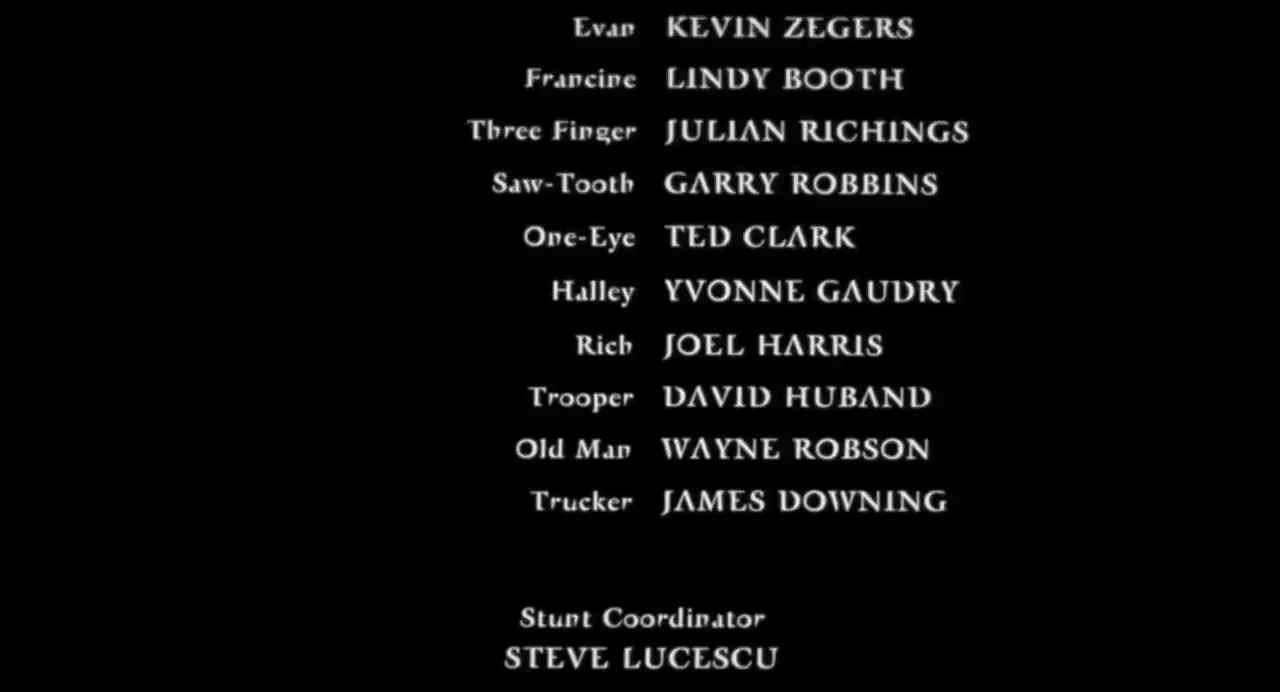 Evan KEVIN ZEGERS
Francine LINDY BOOTH
Three Finger JULIAN RICHINGS
Saw-Tooth GARRY ROBBINS
One-Eye TED CLARK
Halley YVONNE GAUDRY
Rich JOEL HARRIS
Trooper DAVID HUBAND
Old Man WAYNE ROBSON
Trucker JAMES DOWNING
Stunt Coordinator
STEVE LUCESCU